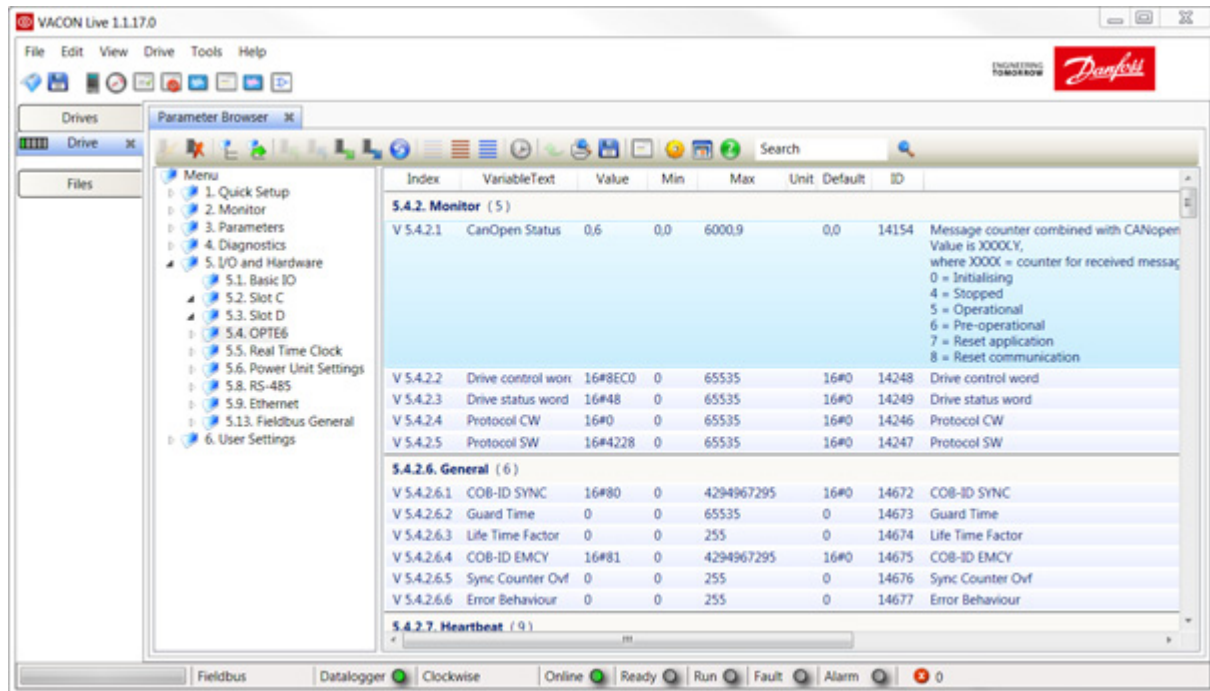 VACON Live 1.1.17.0
File Edit View Drive Tools Help
ENGINEERING
TOMORROW
Danfoss
Drives
Parameter Browser
Drive
Search
Files
Menu
1. Quick Setup
2. Monitor
3. Parameters
4. Diagnostics
5. I/O and Hardware
5.1. Basic IO
5.2. Slot C
5.3. Slot D
5.4. OPTE6
5.5. Real Time Clock
5.6. Power Unit Settings
5.8. RS-485
5.9. Ethernet
5.13. Fieldbus General
6. User Settings
Index VariableText Value Min Max Unit Default ID
5.4.2. Monitor ( 5 )
V 5.4.2.1 CanOpen Status 0,6 0,0 6000,9 0,0 14154 Message counter combined with CANopen
Value is XXXX,Y,
where XXXX = counter for received messag
0 = Initialising
4 = Stopped
5 = Operational
6 = Pre-operational
7 = Reset application
8 = Reset communication
V 5.4.2.2 Drive control worc 16#8EC0 0 65535 16#0 14248 Drive control word
V 5.4.2.3 Drive status word 16#48 0 65535 16#0 14249 Drive status word
V 5.4.2.4 Protocol CW 16#0 0 65535 16#0 14246 Protocol CW
V 5.4.2.5 Protocol SW 16#4228 0 65535 16#0 14247 Protocol SW
5.4.2.6. General ( 6 )
V 5.4.2.6.1 COB-ID SYNC 16#80 0 4294967295 16#0 14672 COB-ID SYNC
V 5.4.2.6.2 Guard Time 0 0 65535 0 14673 Guard Time
V 5.4.2.6.3 Life Time Factor 0 0 255 0 14674 Life Time Factor
V 5.4.2.6.4 COB-ID EMCY 16#81 0 4294967295 16#0 14675 COB-ID EMCY
V 5.4.2.6.5 Sync Counter Ovf 0 0 255 0 14676 Sync Counter Ovf
V 5.4.2.6.6 Error Behaviour 0 0 255 0 14677 Error Behaviour
5.4.2.7. Heartbeat ( 9 )
Fieldbus Datalogger Clockwise Online Ready Run Fault Alarm 0